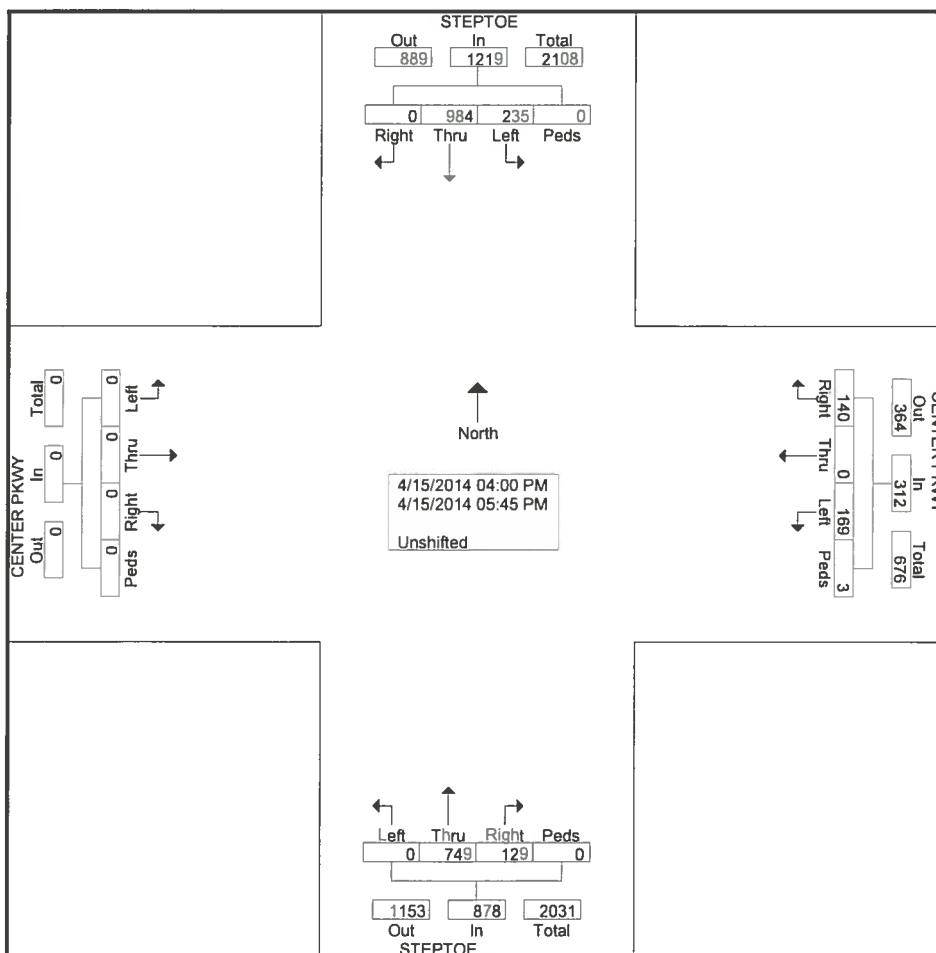 STEPTOE
Out In Total
889 1219 2108
0 984 235 0
Right Thru Left Peds
CENTER PKWY
Total In Out
0 0 0
0 0 0 0
Left Thru Right Peds
North
4/15/2014 04:00 PM
4/15/2014 05:45 PM
Unshifted
CENTER PKWY
Out In Total
364 312 676
140 0 169 3
Right Thru Left Peds
Left Thru Right Peds
0 749 129 0
1153 878 2031
Out In Total
STEPTOE